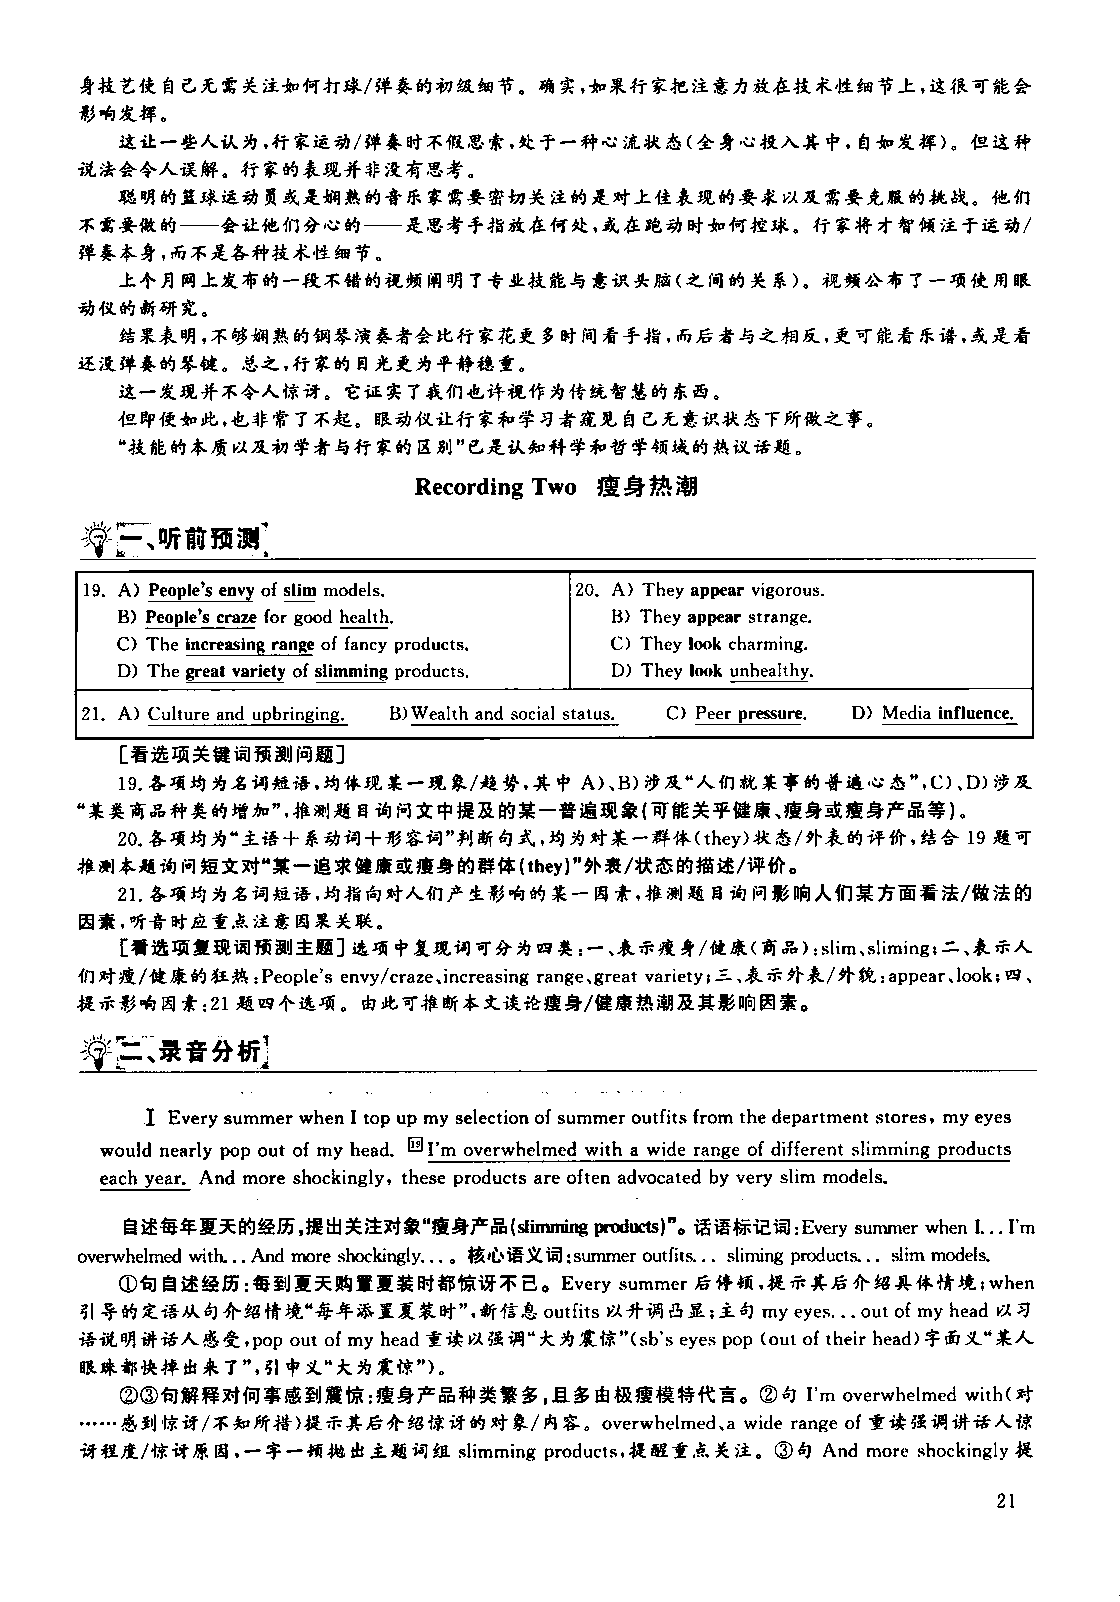 身技艺使自己无需关注如何打球/弹奏的初级细节。确实,如果行家把注意力放在技术性细节上,这很可能会
影响发挥。
这让一些人认为,行家运动/弹奏时不假思索,处于一种心流状态(全身心投入其中,自如发挥)。但这种
说法会令人误解。行家的表现并非没有思考。
聪明的篮球运动员或是娴熟的音乐家需要密切关注的是对上佳表现的要求以及需要克服的挑战。他们
不需要做的——会让他们分心的——是思考手指放在何处,或在跑动时如何控球。行家将才智倾注于运动/
弹奏本身,而不是各种技术性细节。
上个月网上发布的一段不错的视频阐明了专业技能与意识头脑(之间的关系)。视频公布了一项使用眼
动仪的新研究。
结果表明,不够娴熟的钢琴演奏者会比行家花更多时间看手指,而后者与之相反,更可能看乐谱,或是看
还没弹奏的琴键。总之,行家的目光更为平静稳重。
这一发现并不令人惊讶。它证实了我们也许视作为传统智慧的东西。
但即便如此,也非常了不起。眼动仪让行家和学习者窥见自己无意识状态下所做之事。
“技能的本质以及初学者与行家的区别”已是认知科学和哲学领域的热议话题。
Recording Two 瘦身热潮
一、听前预测
19. A) People's envy of slim models.
B) People's craze for good health.
C) The increasing range of fancy products.
D) The great variety of slimming products.
20. A) They appear vigorous.
B) They appear strange.
C) They look charming.
D) They look unhealthy.
21. A) Culture and upbringing. B) Wealth and social status. C) Peer pressure. D) Media influence.
[看选项关键词预测问题]
19. 各项均为名词短语,均体现某一现象/趋势,其中 A)、B)涉及“人们就某事的普遍心态”,C)、D)涉及
“某类商品种类的增加”,推测题目询问文中提及的某一普遍现象(可能关乎健康、瘦身或瘦身产品等)。
20. 各项均为“主语+系动词+形容词”判断句式,均为对某一群体(they)状态/外表的评价,结合 19 题可
推测本题询问短文对“某一追求健康或瘦身的群体(they)”外表/状态的描述/评价。
21. 各项均为名词短语,均指向对人们产生影响的某一因素,推测题目询问影响人们某方面看法/做法的
因素,听音时应重点注意因果关联。
[看选项复现词预测主题]选项中复现词可分为四类:一、表示瘦身/健康(商品):slim、sliming;二、表示人
们对瘦/健康的狂热:People's envy/craze、increasing range、great variety;三、表示外表/外貌:appear、look;四、
提示影响因素:21 题四个选项。由此可推断本文谈论瘦身/健康热潮及其影响因素。
二、录音分析
I Every summer when I top up my selection of summer outfits from the department stores, my eyes
would nearly pop out of my head. [19]I'm overwhelmed with a wide range of different slimming products
each year. And more shockingly, these products are often advocated by very slim models.
自述每年夏天的经历,提出关注对象“瘦身产品(slimming products)”。话语标记词:Every summer when I...I'm
overwhelmed with...And more shockingly...。核心语义词:summer outfits... sliming products... slim models.
①句自述经历:每到夏天购置夏装时都惊讶不已。Every summer 后停顿,提示其后介绍具体情境;when
引导的定语从句介绍情境“每年添置夏装时”,新信息 outfits 以升调凸显;主句 my eyes...out of my head 以习
语说明讲话人感受,pop out of my head 重读以强调“大为震惊”(sb's eyes pop (out of their head)字面义“某人
眼珠都快掉出来了”,引申义“大为震惊”)。
②③句解释对何事感到震惊:瘦身产品种类繁多,且多由极瘦模特代言。②句 I'm overwhelmed with(对
……感到惊讶/不知所措)提示其后介绍惊讶的对象/内容。overwhelmed、a wide range of 重读强调讲话人惊
讶程度/惊讶原因,一字一顿抛出主题词组 slimming products,提醒重点关注。③句 And more shockingly 提
21